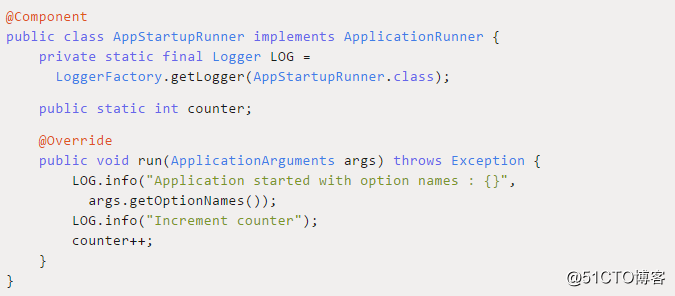 @Component
public class AppStartupRunner implements ApplicationRunner {
    private static final Logger LOG =
      LoggerFactory.getLogger(AppStartupRunner.class);

    public static int counter;

    @Override
    public void run(ApplicationArguments args) throws Exception {
        LOG.info("Application started with option names : {}",
          args.getOptionNames());
        LOG.info("Increment counter");
        counter++;
    }
}
@51CTO博客